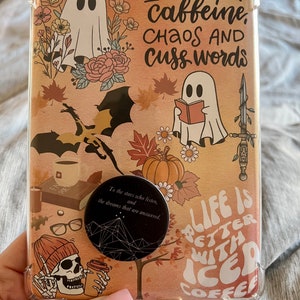 caffeine,
CHAOS AND
cuss words
To the stars who listen,
and
the dreams that are answered.
LIFE IS
BETTER
WITH
ICED
COFFEE